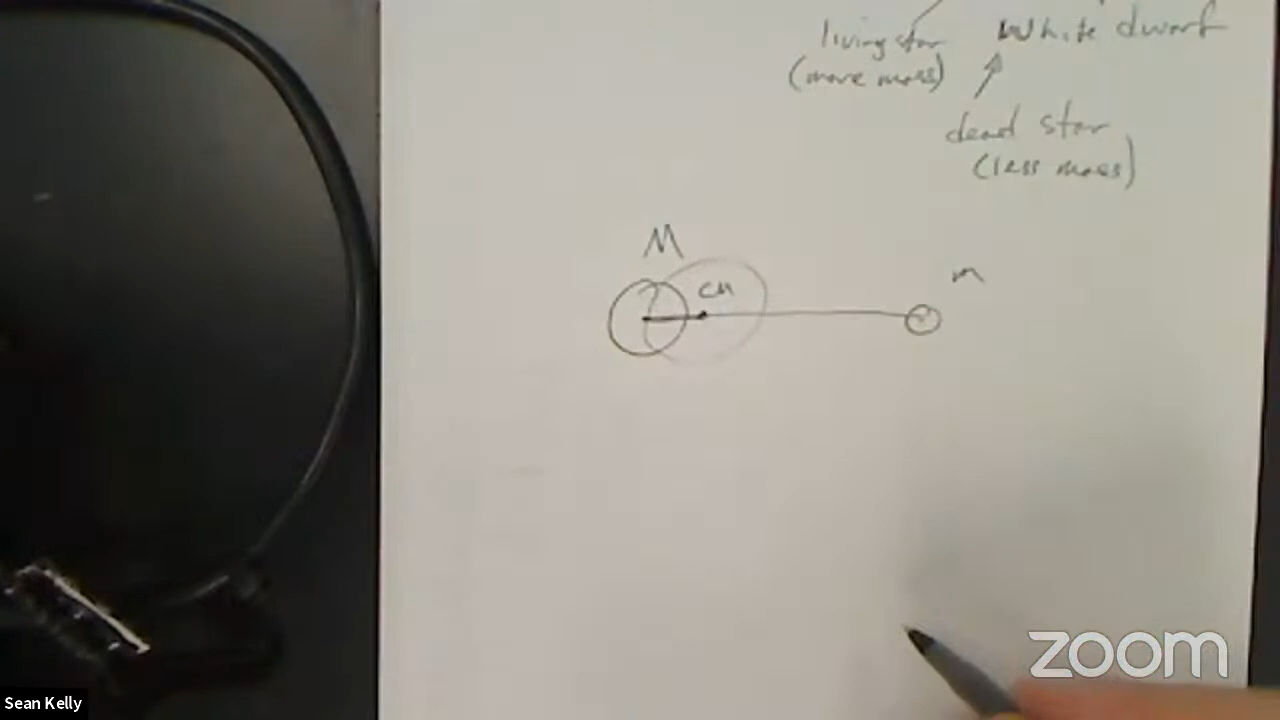 living star
(more mass)
White dwarf
dead star
(less mass)
M
CM
m
zoom
Sean Kelly